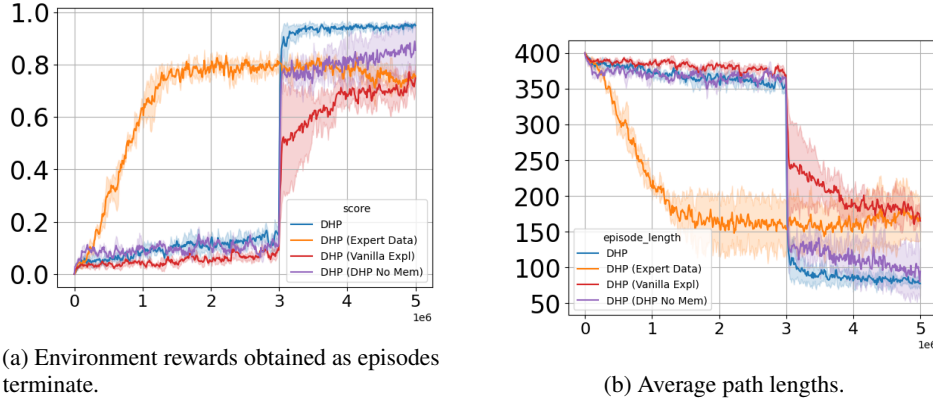 1.0
0.8
0.6
0.4
0.2
0.0
score
DHP
DHP (Expert Data)
DHP (Vanilla Expl)
DHP (DHP No Mem)
0 1 2 3 4 5
1e6
(a) Environment rewards obtained as episodes
terminate.
400
350
300
250
200
150
100
50
episode_length
DHP
DHP (Expert Data)
DHP (Vanilla Expl)
DHP (DHP No Mem)
0 1 2 3 4 5
1e6
(b) Average path lengths.